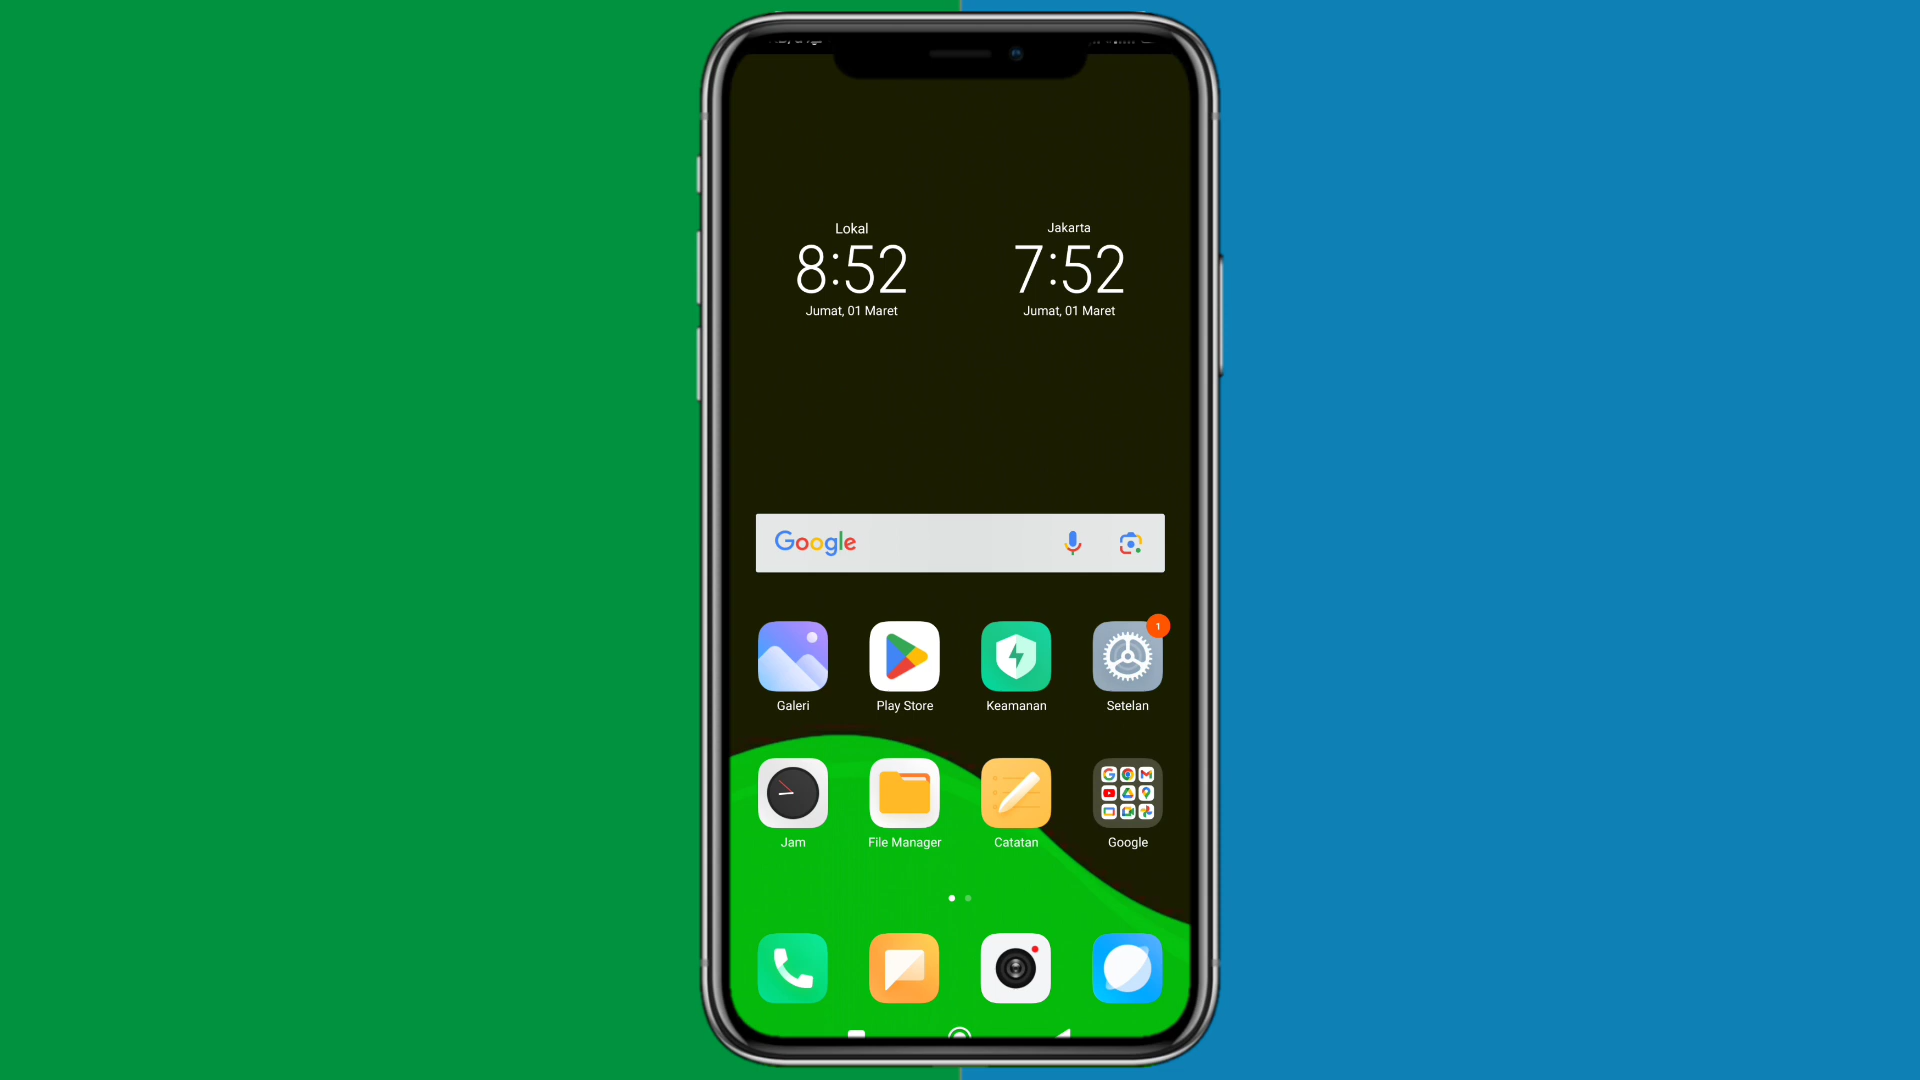 Lokal
8:52
Jumat, 01 Maret
Jakarta
7:52
Jumat, 01 Maret
Google
1
Galeri
Play Store
Keamanan
Setelan
Jam
File Manager
Catatan
Google